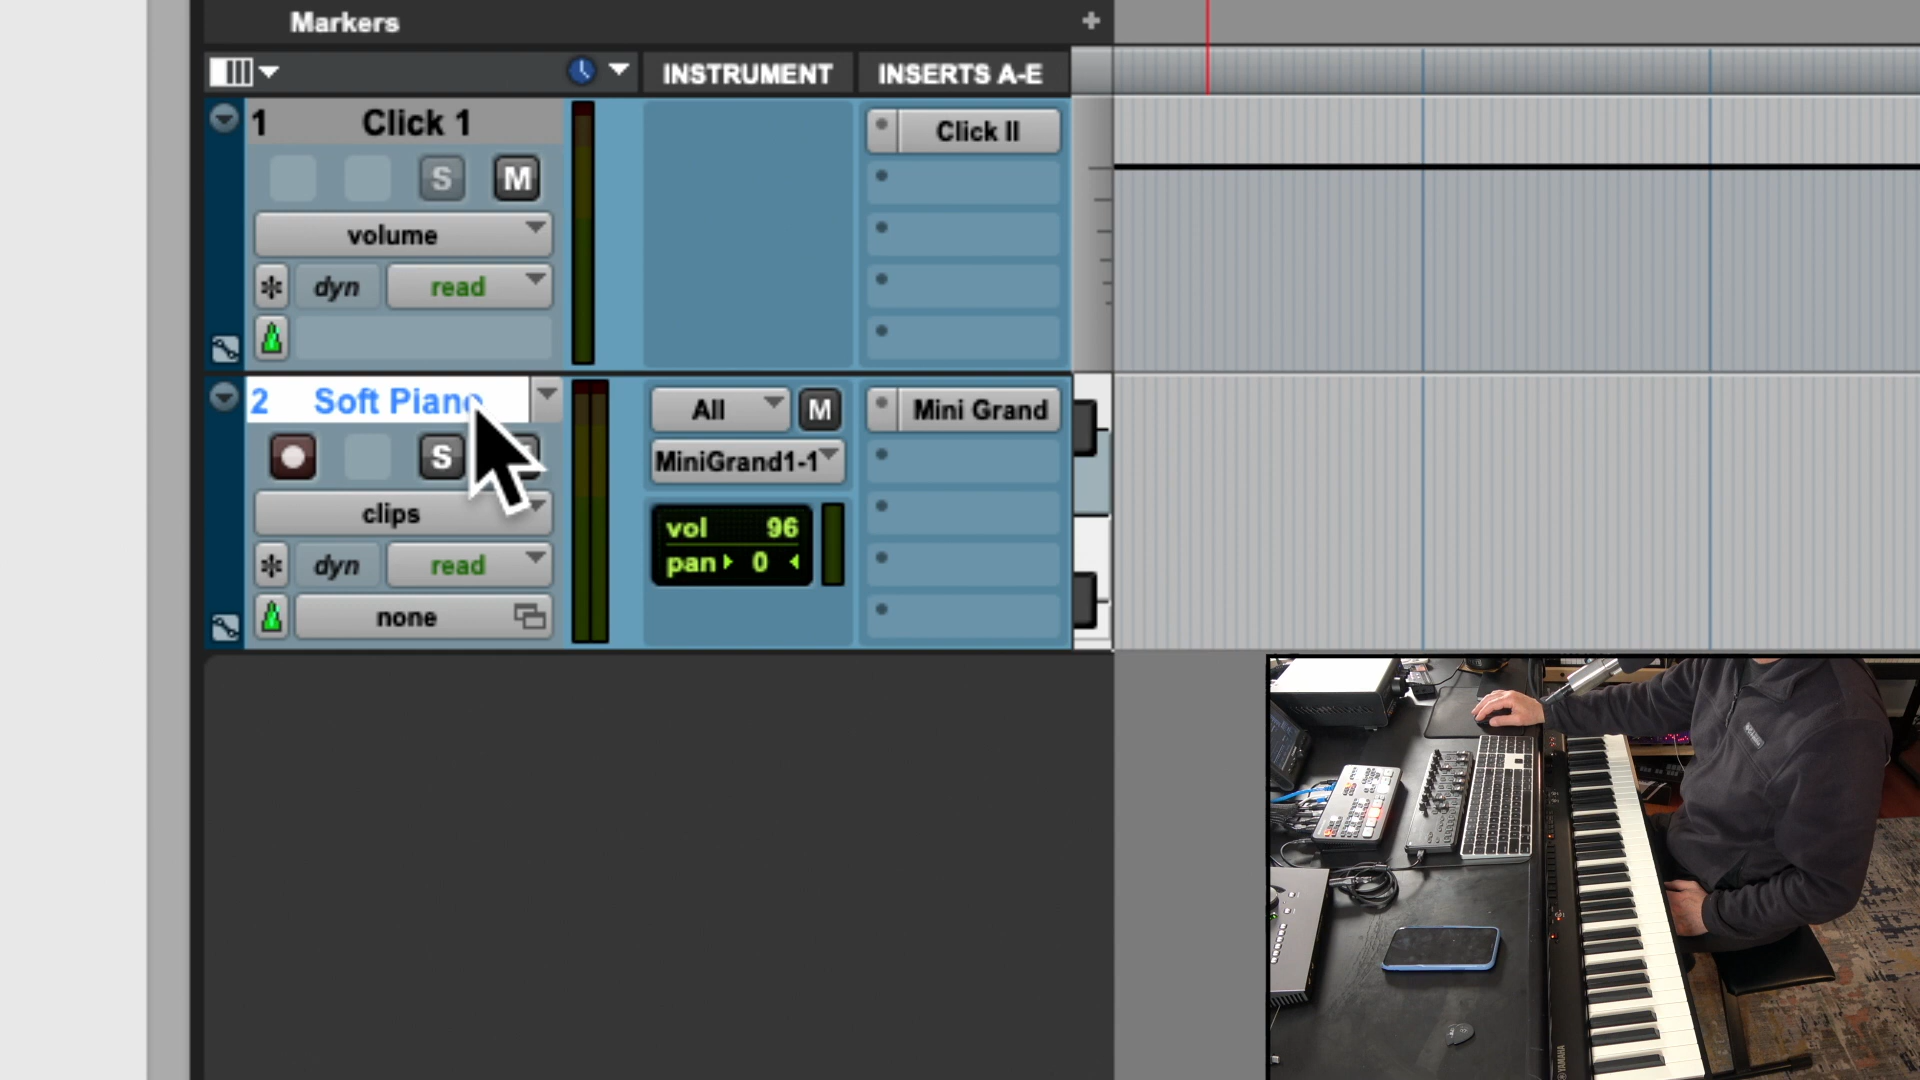 Markers
+
INSTRUMENT
INSERTS A-E
1 Click 1
Click II
S M
volume
* dyn read
2 Soft Piano
All M
Mini Grand
S
MiniGrand1-1
clips
vol 96
pan 0
* dyn read
none
YAMAHA